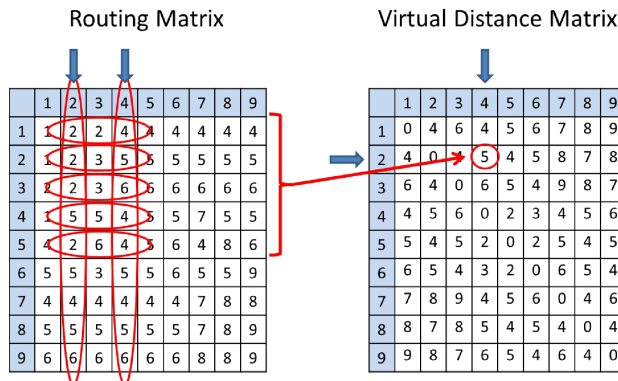 Routing Matrix
Virtual Distance Matrix
1 2 3 4 5 6 7 8 9
1 1 2 2 4 4 4 4 4 4
2 1 2 3 5 5 5 5 5 5
3 2 2 3 6 6 6 6 6 6
4 1 5 5 4 5 5 7 5 5
5 4 2 6 4 5 6 4 8 6
6 5 5 3 5 5 6 5 5 9
7 4 4 4 4 4 4 7 8 8
8 5 5 5 5 5 5 7 8 9
9 6 6 6 6 6 6 8 8 9
1 2 3 4 5 6 7 8 9
1 0 4 6 4 5 6 7 8 9
2 4 0 4 5 4 5 8 7 8
3 6 4 0 6 5 4 9 8 7
4 4 5 6 0 2 3 4 5 6
5 5 4 5 2 0 2 5 4 5
6 6 5 4 3 2 0 6 5 4
7 7 8 9 4 5 6 0 4 6
8 8 7 8 5 4 5 4 0 4
9 9 8 7 6 5 4 6 4 0